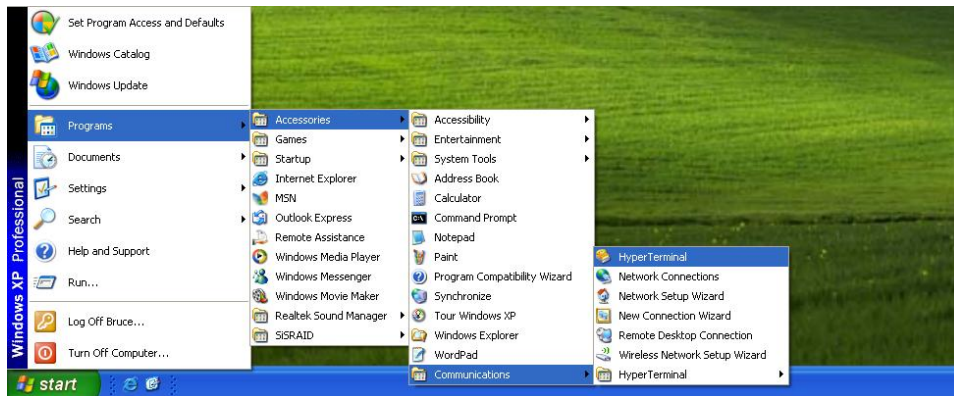 Windows XP Professional
Set Program Access and Defaults
Windows Catalog
Windows Update
Programs
Documents
Settings
Search
Help and Support
Run...
Log Off Bruce...
Turn Off Computer...
start
Accessories
Games
Startup
Internet Explorer
MSN
Outlook Express
Remote Assistance
Windows Media Player
Windows Messenger
Windows Movie Maker
Realtek Sound Manager
SiSRAID
Accessibility
Entertainment
System Tools
Address Book
Calculator
Command Prompt
Notepad
Paint
Program Compatibility Wizard
Synchronize
Tour Windows XP
Windows Explorer
WordPad
Communications
HyperTerminal
Network Connections
Network Setup Wizard
New Connection Wizard
Remote Desktop Connection
Wireless Network Setup Wizard
HyperTerminal